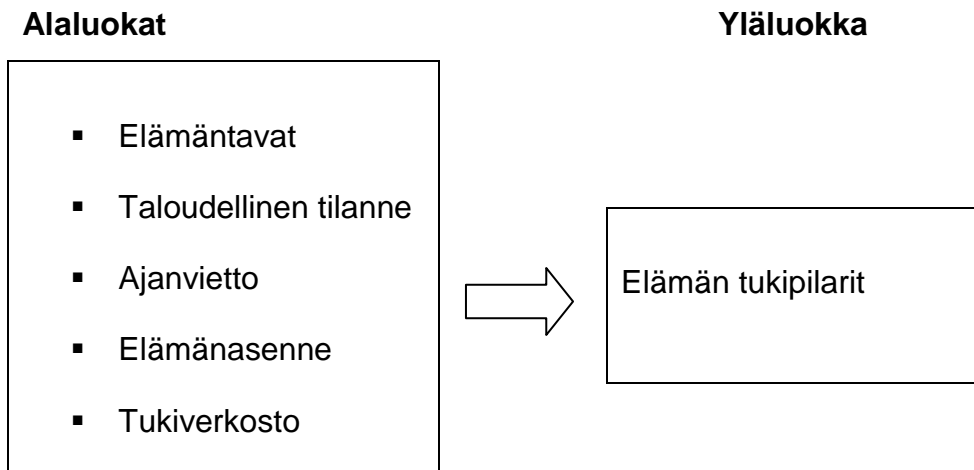 Alaluokat
Yläluokka
▪ Elämäntavat
▪ Taloudellinen tilanne
▪ Ajanvietto
▪ Elämänasenne
▪ Tukiverkosto
Elämän tukipilarit